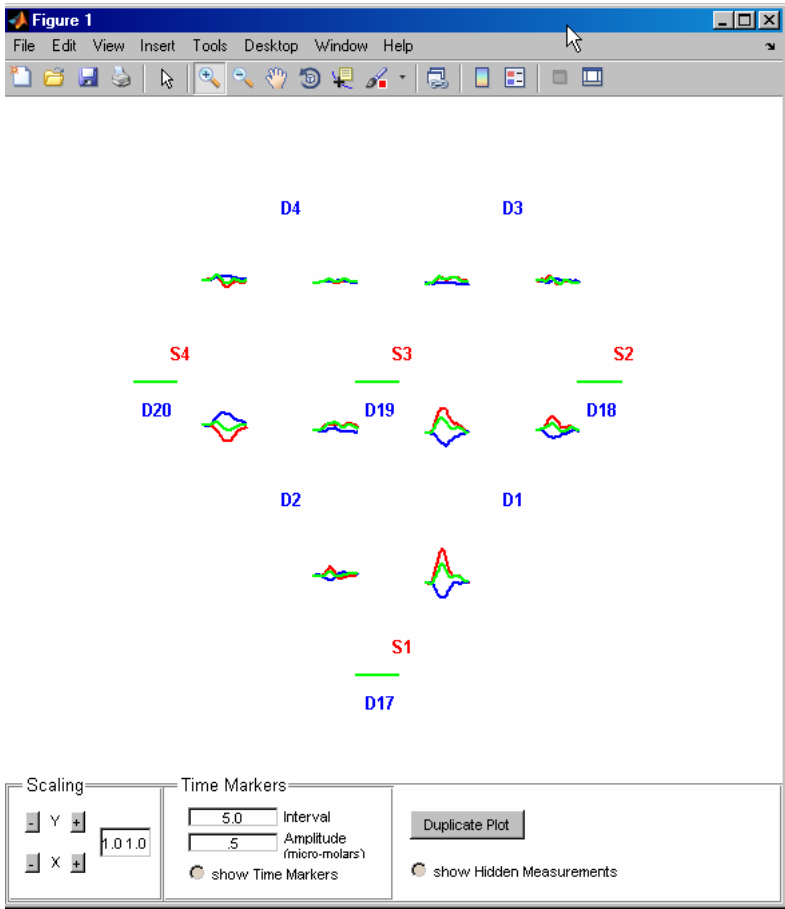 Figure 1
File Edit View Insert Tools Desktop Window Help
D4 D3
S4 S3 S2
D20 D19 D18
D2 D1
S1
D17
Scaling Time Markers
- Y +
1.0 1.0
- X +
5.0 Interval
.5 Amplitude
(micro-molars)
show Time Markers
Duplicate Plot
show Hidden Measurements